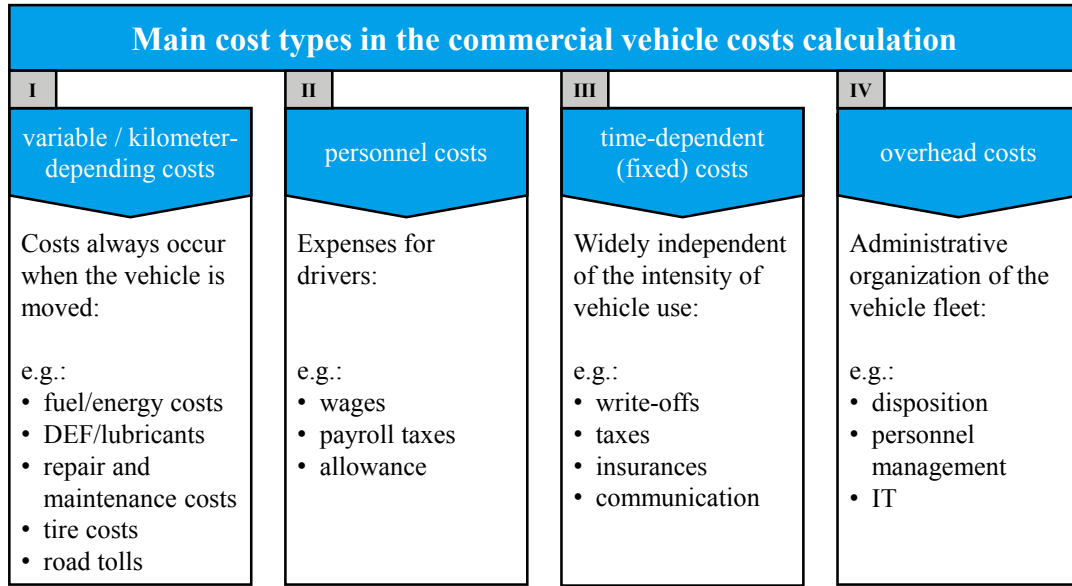 Main cost types in the commercial vehicle costs calculation
I
variable / kilometer-
depending costs
Costs always occur
when the vehicle is
moved:
e.g.:
• fuel/energy costs
• DEF/lubricants
• repair and
maintenance costs
• tire costs
• road tolls
II
personnel costs
Expenses for
drivers:
e.g.:
• wages
• payroll taxes
• allowance
III
time-dependent
(fixed) costs
Widely independent
of the intensity of
vehicle use:
e.g.:
• write-offs
• taxes
• insurances
• communication
IV
overhead costs
Administrative
organization of the
vehicle fleet:
e.g.:
• disposition
• personnel
management
• IT